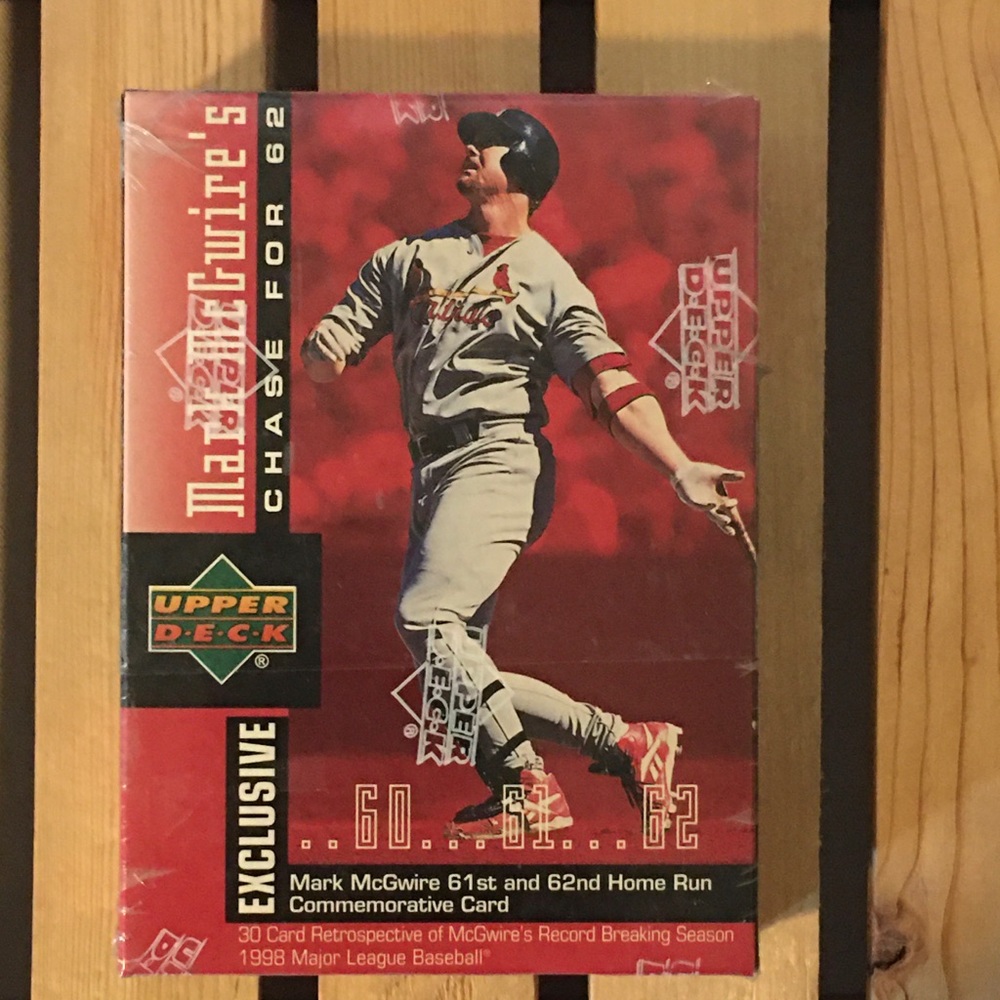 Mark McGwire's
CHASE FOR 62
UPPER
D·E·C·K
®
UPPER
D·E·C·K
®
UPPER
D·E·C·K
®
UPPER
D·E·C·K
®
Cardinals
EXCLUSIVE
..60...61...62
Mark McGwire 61st and 62nd Home Run
Commemorative Card
30 Card Retrospective of McGwire's Record Breaking Season
1998 Major League Baseball®